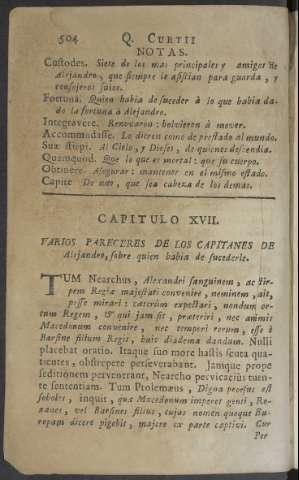 504 Q. CURTII
NOTAS.
Custodes. Siete de los mas principales y amigos de
Alejandro, que siempre le asistian para guarda, y
consejeros suios.
Fortuna. Quien habia de suceder à lo que habia da-
do la fortuna à Alejandro.
Integravere. Renovaron: bolvieron à mover.
Accommodasse. Lo dieron como de prestado al mundo.
Suæ stirpi. Al Cielo, y Dioses, de quienes descendia.
Quamquod. Que lo que es mortal: que su cuerpo.
Obtinere. Asegurar: mantener en el mismo estado.
Capite De uno, que sea cabeza de los demas.
CAPITULO XVII.
VARIOS PARECERES DE LOS CAPITANES DE
Alejandro, sobre quien habia de sucederle.
TUM Nearchus, Alexandri sanguinem, ac stir-
pem Regiæ majestati convenire, neminem, ait,
posse mirari: cæterùm expectari, nondum or-
tum Regem, & qui jam sit, præteriri, nec animis
Macedonum convenire, nec tempori rerum, esse è
Barsine filium Regis, huic diadema dandum. Nulli
placebat oratio. Itaque suo more hastis scuta qua-
tientes, obstrepere perseverabant. Jamque prope
seditionem pervenerant, Nearcho pervicaciùs tuen-
te sententiam. Tum Ptolemæus, Digna prorsus est
soboles, inquit, quæ Macedonum imperet genti, Ro-
xanes, vel Barsines filius, cujus nomen quoque Eu-
ropam dicere pigebit, majore ex parte captivi. Cur
Per